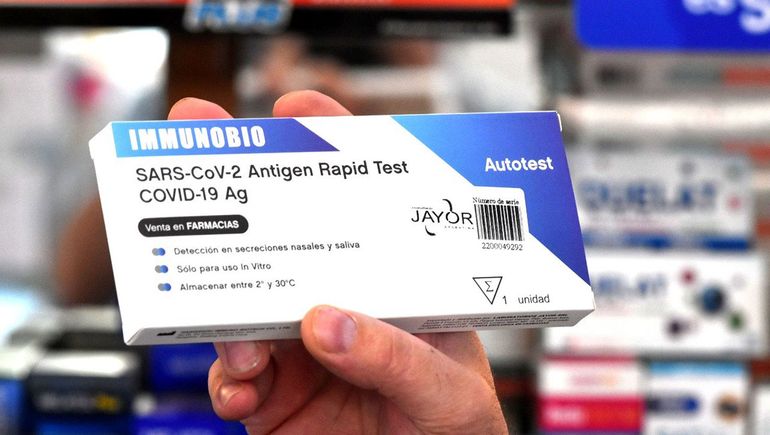 PLUS
IMMUNOBIO
SARS-CoV-2 Antigen Rapid Test
COVID-19 Ag
Autotest
Venta en FARMACIAS
JAYOR
Número de serie
2200049292
Detección en secreciones nasales y saliva
Sólo para uso In Vitro
Almacenar entre 2° y 30°C
Σ
1 unidad